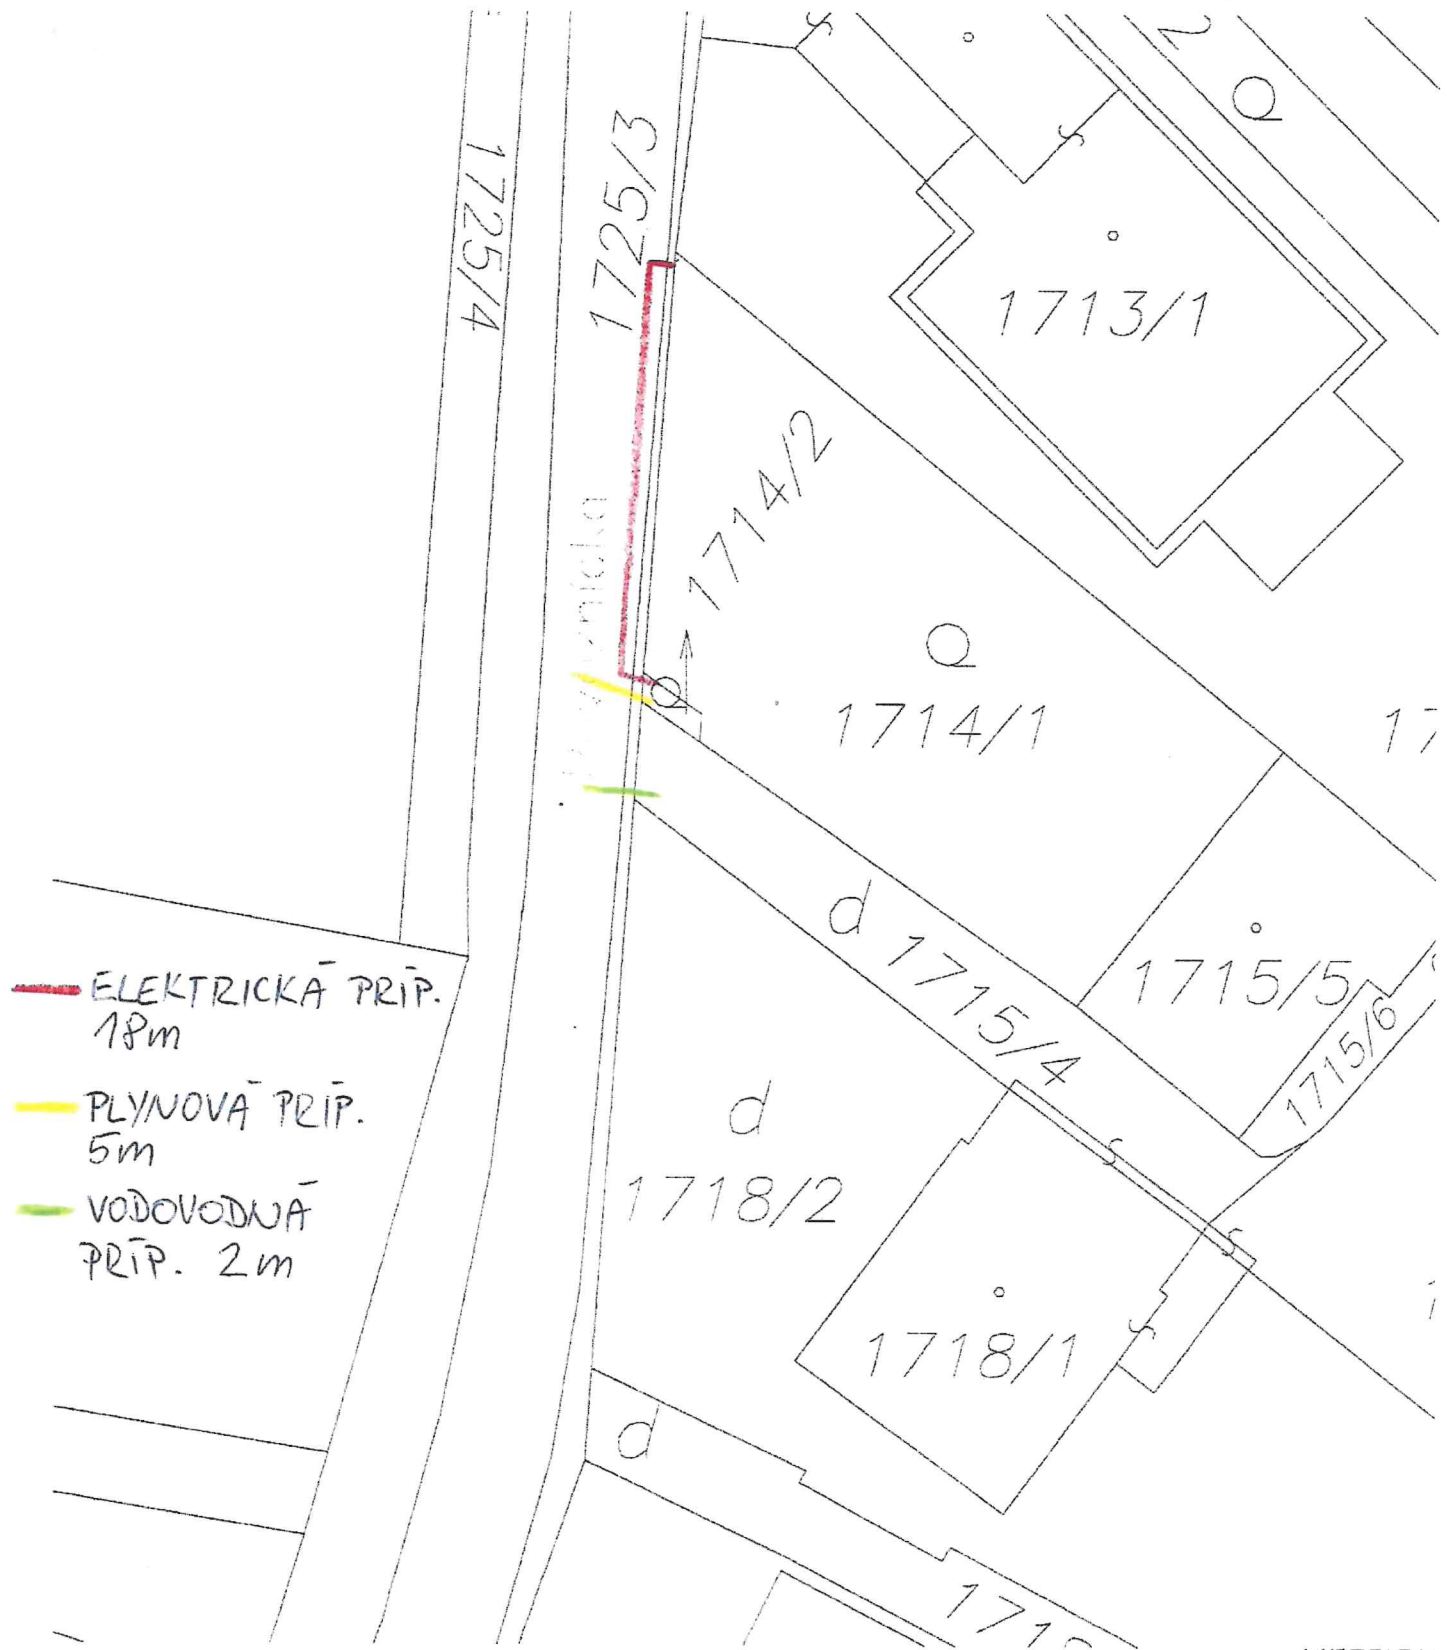 1725/4
1725/3
1713/1
1714/2
1714/1
d
1715/4
1715/5
1715/6
d
1718/2
1718/1
d
ELEKTRICKÁ PRÍP.
18m
PLYNOVÁ PRÍP.
5m
VODOVODNÁ
PRÍP. 2m